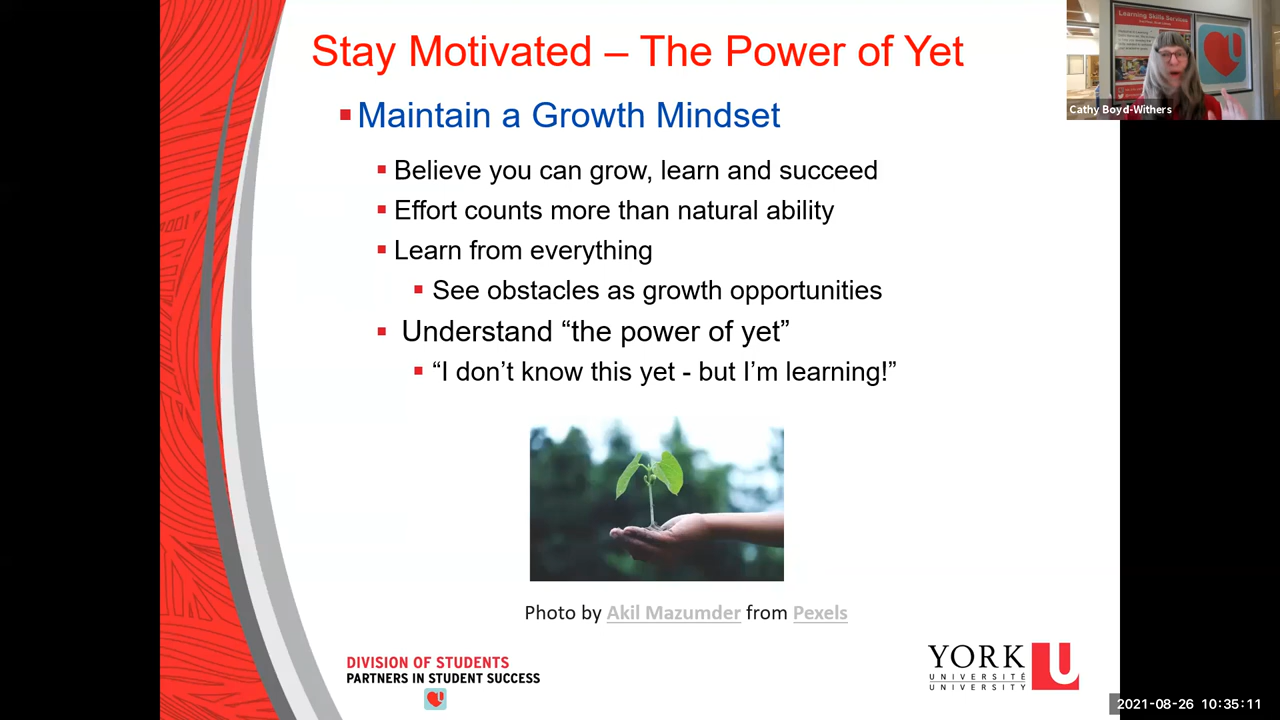 Stay Motivated – The Power of Yet
Maintain a Growth Mindset
Believe you can grow, learn and succeed
Effort counts more than natural ability
Learn from everything
See obstacles as growth opportunities
Understand “the power of yet”
“I don’t know this yet - but I’m learning!”
Photo by Akil Mazumder from Pexels
DIVISION OF STUDENTS
PARTNERS IN STUDENT SUCCESS
YORK U
UNIVERSITÉ
UNIVERSITY
Learning Skills Services
Cathy Boyd-Withers
2021-08-26 10:35:11